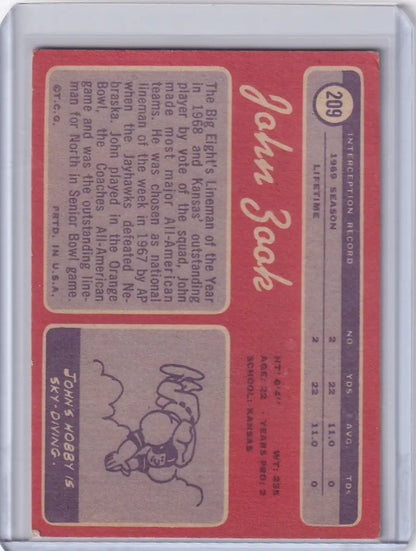 209
INTERCEPTION RECORD NO. YDS. AVG. TDs
1969 SEASON 2 22 11.0 0
LIFETIME 2 22 11.0 0
John Zook
HT: 6'4" WT: 235
AGE: 22 · YEARS PRO: 2
SCHOOL: KANSAS
The Big Eight's Lineman of the Year
in 1968 and Kansas' outstanding
player by vote of the squad, John
made most major All-American
teams. He was chosen as national
lineman of the week in 1967 by AP
when the Jayhawks defeated Ne-
braska. John played in the Orange
Bowl, the Coaches All-American
game and was the outstanding line-
man for North in Senior Bowl game.
©T.C.G. PRTD. IN U.S.A.
JOHN'S HOBBY IS
SKY-DIVING.